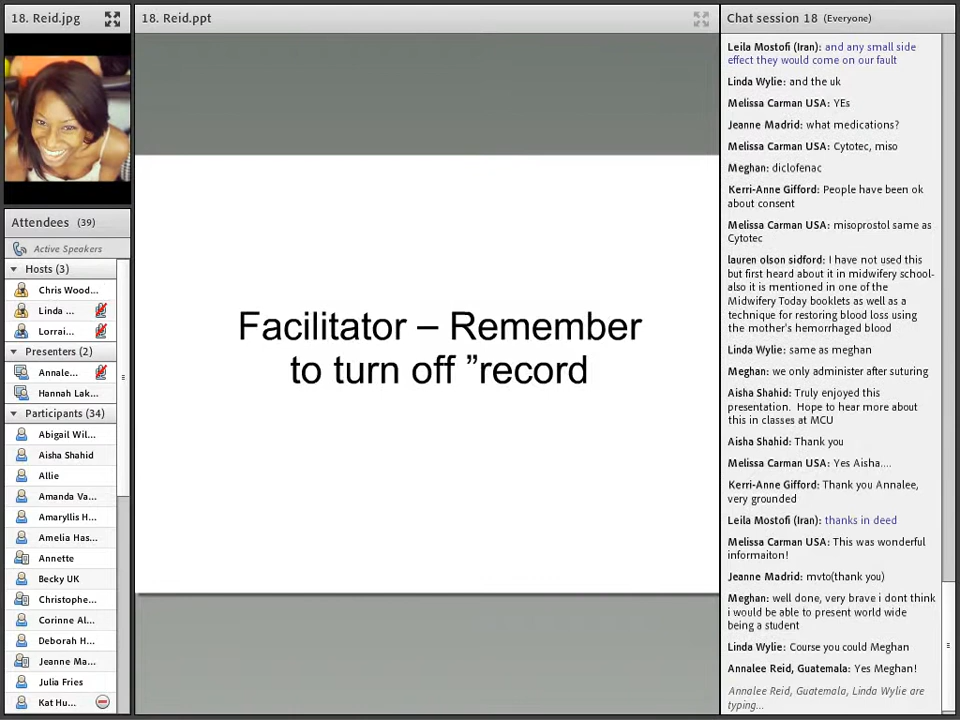 18. Reid.jpg
18. Reid.ppt
Chat session 18 (Everyone)
Attendees (39)
Active Speakers
Hosts (3)
Chris Wood...
Linda ...
Lorrai...
Presenters (2)
Annale...
Hannah Lak...
Participants (34)
Abigail Wil...
Aisha Shahid
Allie
Amanda Va...
Amaryllis H...
Amelia Has...
Annette
Becky UK
Christophe...
Corinne Al...
Deborah H...
Jeanne Ma...
Julia Fries
Kat Hu...
Facilitator – Remember
to turn off ”record
Leila Mostofi (Iran): and any small side
effect they would come on our fault
Linda Wylie: and the uk
Melissa Carman USA: YEs
Jeanne Madrid: what medications?
Melissa Carman USA: Cytotec, miso
Meghan: diclofenac
Kerri-Anne Gifford: People have been ok
about consent
Melissa Carman USA: misoprostol same as
Cytotec
lauren olson sidford: I have not used this
but first heard about it in midwifery school-
also it is mentioned in one of the
Midwifery Today booklets as well as a
technique for restoring blood loss using
the mother's hemorrhaged blood
Linda Wylie: same as meghan
Meghan: we only administer after suturing
Aisha Shahid: Truly enjoyed this
presentation. Hope to hear more about
this in classes at MCU
Aisha Shahid: Thank you
Melissa Carman USA: Yes Aisha....
Kerri-Anne Gifford: Thank you Annalee,
very grounded
Leila Mostofi (Iran): thanks in deed
Melissa Carman USA: This was wonderful
informaiton!
Jeanne Madrid: mvto(thank you)
Meghan: well done, very brave i dont think
i would be able to present world wide
being a student
Linda Wylie: Course you could Meghan
Annalee Reid, Guatemala: Yes Meghan!
Annalee Reid, Guatemala, Linda Wylie are
typing...